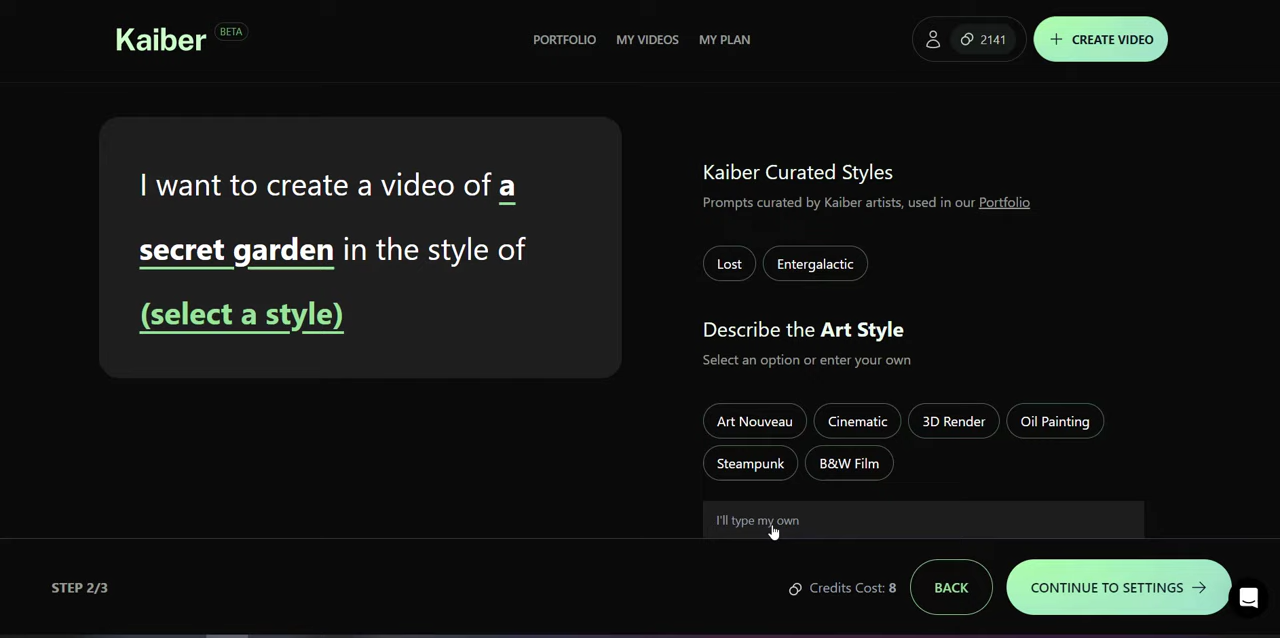 Kaiber BETA
PORTFOLIO MY VIDEOS MY PLAN
2141
+ CREATE VIDEO
I want to create a video of a
secret garden in the style of
(select a style)
Kaiber Curated Styles
Prompts curated by Kaiber artists, used in our Portfolio
Lost Entergalactic
Describe the Art Style
Select an option or enter your own
Art Nouveau Cinematic 3D Render Oil Painting
Steampunk B&W Film
I'll type my own
STEP 2/3
Credits Cost: 8
BACK
CONTINUE TO SETTINGS →